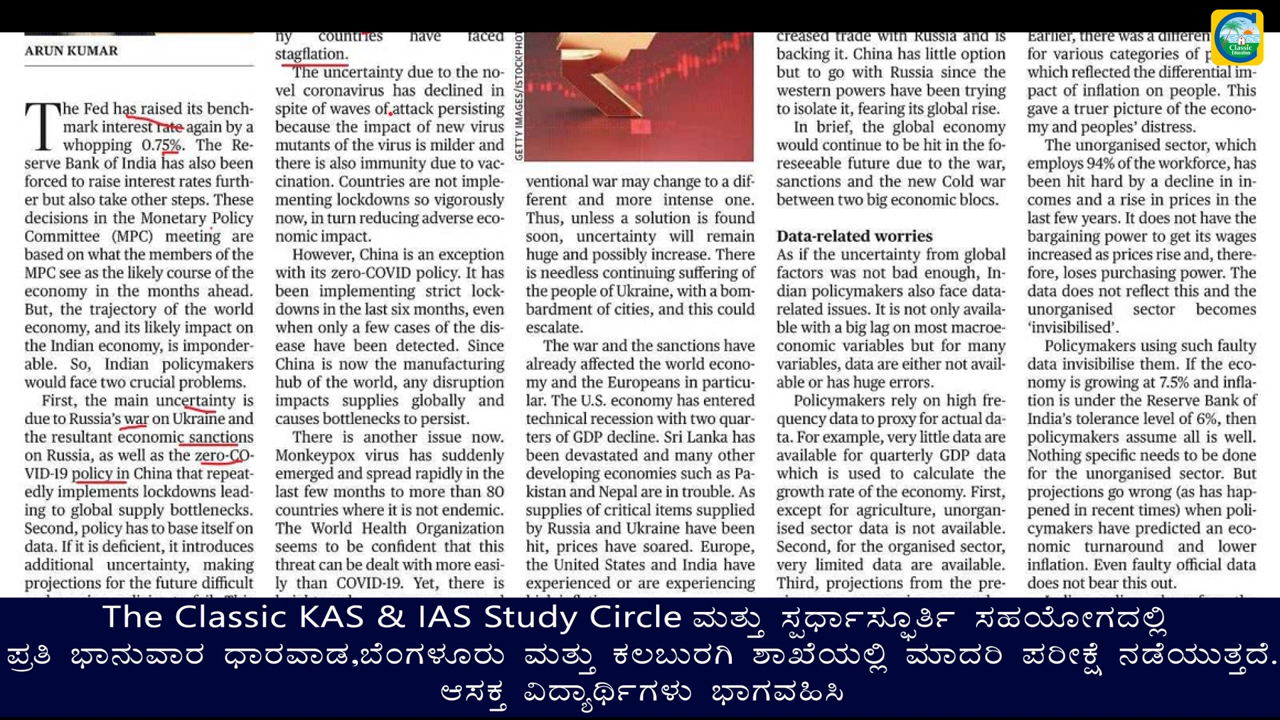 ARUN KUMAR
The Fed has raised its bench-
mark interest rate again by a
whopping 0.75%. The Re-
serve Bank of India has also been
forced to raise interest rates furth-
er but also take other steps. These
decisions in the Monetary Policy
Committee (MPC) meeting are
based on what the members of the
MPC see as the likely course of the
economy in the months ahead.
But, the trajectory of the world
economy, and its likely impact on
the Indian economy, is imponder-
able. So, Indian policymakers
would face two crucial problems.
First, the main uncertainty is
due to Russia's war on Ukraine and
the resultant economic sanctions
on Russia, as well as the zero-CO-
VID-19 policy in China that repeat-
edly implements lockdowns lead-
ing to global supply bottlenecks.
Second, policy has to base itself on
data. If it is deficient, it introduces
additional uncertainty, making
projections for the future difficult
ny countries have faced
stagflation.
The uncertainty due to the no-
vel coronavirus has declined in
spite of waves of attack persisting
because the impact of new virus
mutants of the virus is milder and
there is also immunity due to vac-
cination. Countries are not imple-
menting lockdowns so vigorously
now, in turn reducing adverse eco-
nomic impact.
However, China is an exception
with its zero-COVID policy. It has
been implementing strict lock-
downs in the last six months, even
when only a few cases of the dis-
ease have been detected. Since
China is now the manufacturing
hub of the world, any disruption
impacts supplies globally and
causes bottlenecks to persist.
There is another issue now.
Monkeypox virus has suddenly
emerged and spread rapidly in the
last few months to more than 80
countries where it is not endemic.
The World Health Organization
seems to be confident that this
threat can be dealt with more easi-
ly than COVID-19. Yet, there is
GETTY IMAGES/ISTOCKPHO
ventional war may change to a dif-
ferent and more intense one.
Thus, unless a solution is found
soon, uncertainty will remain
huge and possibly increase. There
is needless continuing suffering of
the people of Ukraine, with a bom-
bardment of cities, and this could
escalate.
The war and the sanctions have
already affected the world econo-
my and the Europeans in particu-
lar. The U.S. economy has entered
technical recession with two quar-
ters of GDP decline. Sri Lanka has
been devastated and many other
developing economies such as Pa-
kistan and Nepal are in trouble. As
supplies of critical items supplied
by Russia and Ukraine have been
hit, prices have soared. Europe,
the United States and India have
experienced or are experiencing
creased trade with Russia and is
backing it. China has little option
but to go with Russia since the
western powers have been trying
to isolate it, fearing its global rise.
In brief, the global economy
would continue to be hit in the fo-
reseeable future due to the war,
sanctions and the new Cold war
between two big economic blocs.
Data-related worries
As if the uncertainty from global
factors was not bad enough, In-
dian policymakers also face data-
related issues. It is not only availa-
ble with a big lag on most macroe-
conomic variables but for many
variables, data are either not avail-
able or has huge errors.
Policymakers rely on high fre-
quency data to proxy for actual da-
ta. For example, very little data are
available for quarterly GDP data
which is used to calculate the
growth rate of the economy. First,
except for agriculture, unorgan-
ised sector data is not available.
Second, for the organised sector,
very limited data are available.
Third, projections from the pre-
Earlier, there was a differen
for various categories of p
which reflected the differential im-
pact of inflation on people. This
gave a truer picture of the econo-
my and peoples' distress.
The unorganised sector, which
employs 94% of the workforce, has
been hit hard by a decline in in-
comes and a rise in prices in the
last few years. It does not have the
bargaining power to get its wages
increased as prices rise and, there-
fore, loses purchasing power. The
data does not reflect this and the
unorganised sector becomes
'invisibilised'.
Policymakers using such faulty
data invisibilise them. If the eco-
nomy is growing at 7.5% and infla-
tion is under the Reserve Bank of
India's tolerance level of 6%, then
policymakers assume all is well.
Nothing specific needs to be done
for the unorganised sector. But
projections go wrong (as has hap-
pened in recent times) when poli-
cymakers have predicted an eco-
nomic turnaround and lower
inflation. Even faulty official data
does not bear this out.
Classic
Education
The Classic KAS & IAS Study Circle ಮತ್ತು ಸ್ಪರ್ಧಾಸ್ಫೂರ್ತಿ ಸಹಯೋಗದಲ್ಲಿ
ಪ್ರತಿ ಭಾನುವಾರ ಧಾರವಾಡ,ಬೆಂಗಳೂರು ಮತ್ತು ಕಲಬುರಗಿ ಶಾಖೆಯಲ್ಲಿ ಮಾದರಿ ಪರೀಕ್ಷೆ ನಡೆಯುತ್ತದೆ.
ಆಸಕ್ತ ವಿದ್ಯಾರ್ಥಿಗಳು ಭಾಗವಹಿಸಿ